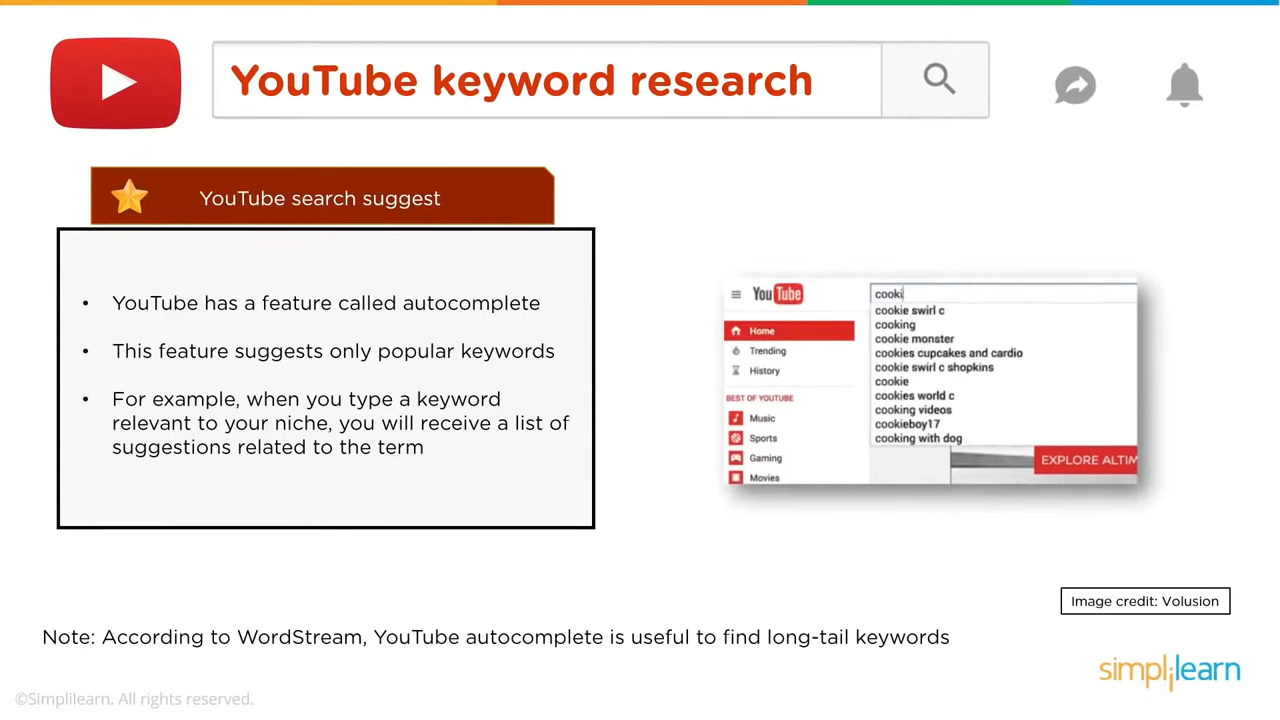 YouTube keyword research
YouTube search suggest
• YouTube has a feature called autocomplete
• This feature suggests only popular keywords
• For example, when you type a keyword
relevant to your niche, you will receive a list of
suggestions related to the term
YouTube
cooki
cookie swirl c
cooking
cookie monster
cookies cupcakes and cardio
cookie swirl c shopkins
cookie
cookies world c
cooking videos
cookieboy17
cooking with dog
Home
Trending
History
BEST OF YOUTUBE
Music
Sports
Gaming
Movies
EXPLORE ALTIM
Image credit: Volusion
Note: According to WordStream, YouTube autocomplete is useful to find long-tail keywords
simplilearn
©Simplilearn. All rights reserved.